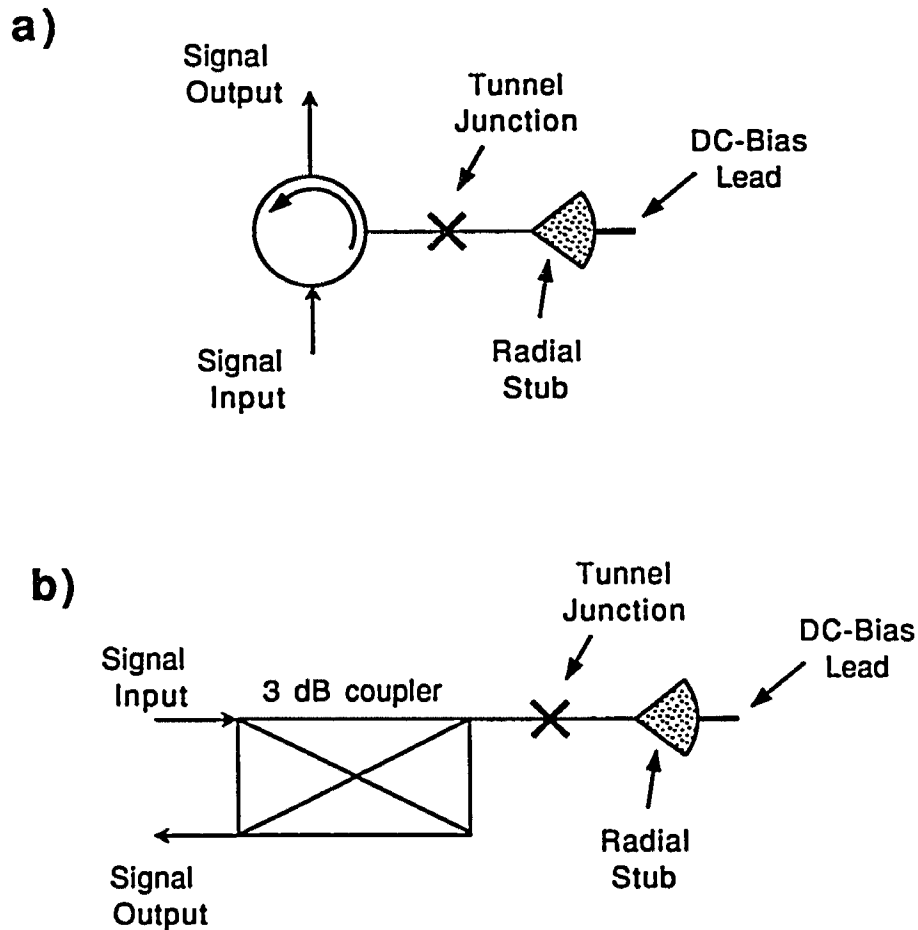 a)
Signal
Output
Tunnel
Junction
DC-Bias
Lead
Signal
Input
Radial
Stub
b)
Tunnel
Junction
DC-Bias
Lead
Signal
Input
3 dB coupler
Radial
Stub
Signal
Output